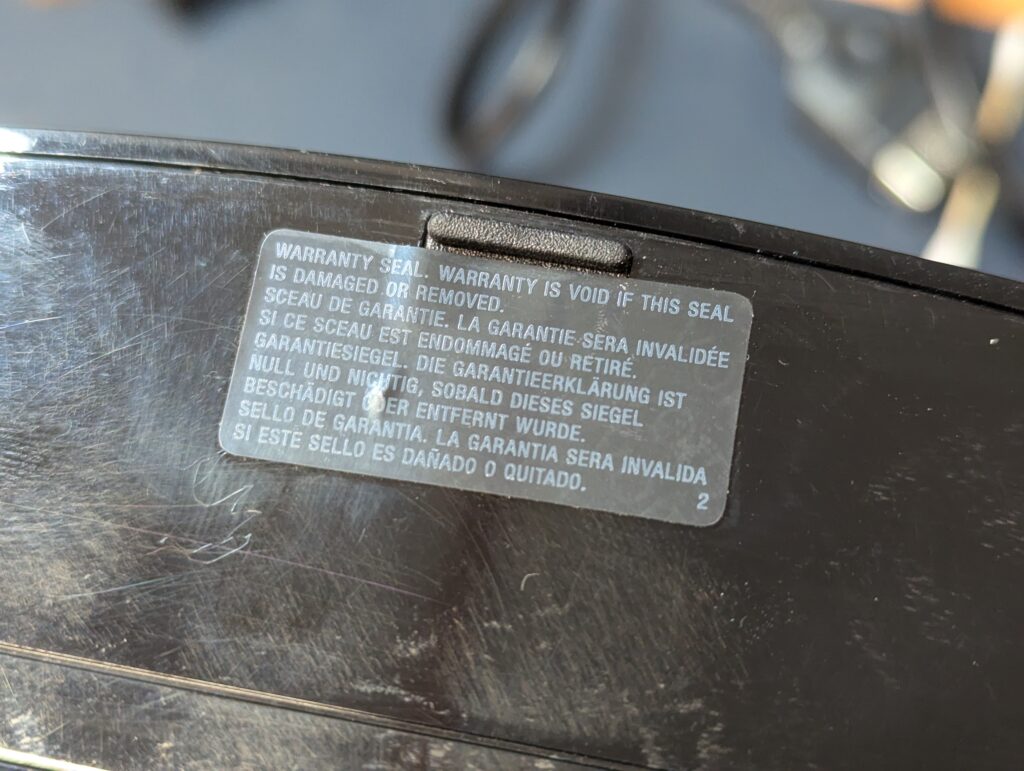 WARRANTY SEAL. WARRANTY IS VOID IF THIS SEAL
IS DAMAGED OR REMOVED.
SCEAU DE GARANTIE. LA GARANTIE SERA INVALIDÉE
SI CE SCEAU EST ENDOMMAGÉ OU RETIRÉ.
GARANTIESIEGEL. DIE GARANTIEERKLÄRUNG IST
NULL UND NICHTIG, SOBALD DIESES SIEGEL
BESCHÄDIGT ODER ENTFERNT WURDE.
SELLO DE GARANTIA. LA GARANTIA SERA INVALIDA
SI ESTE SELLO ES DAÑADO O QUITADO.
2